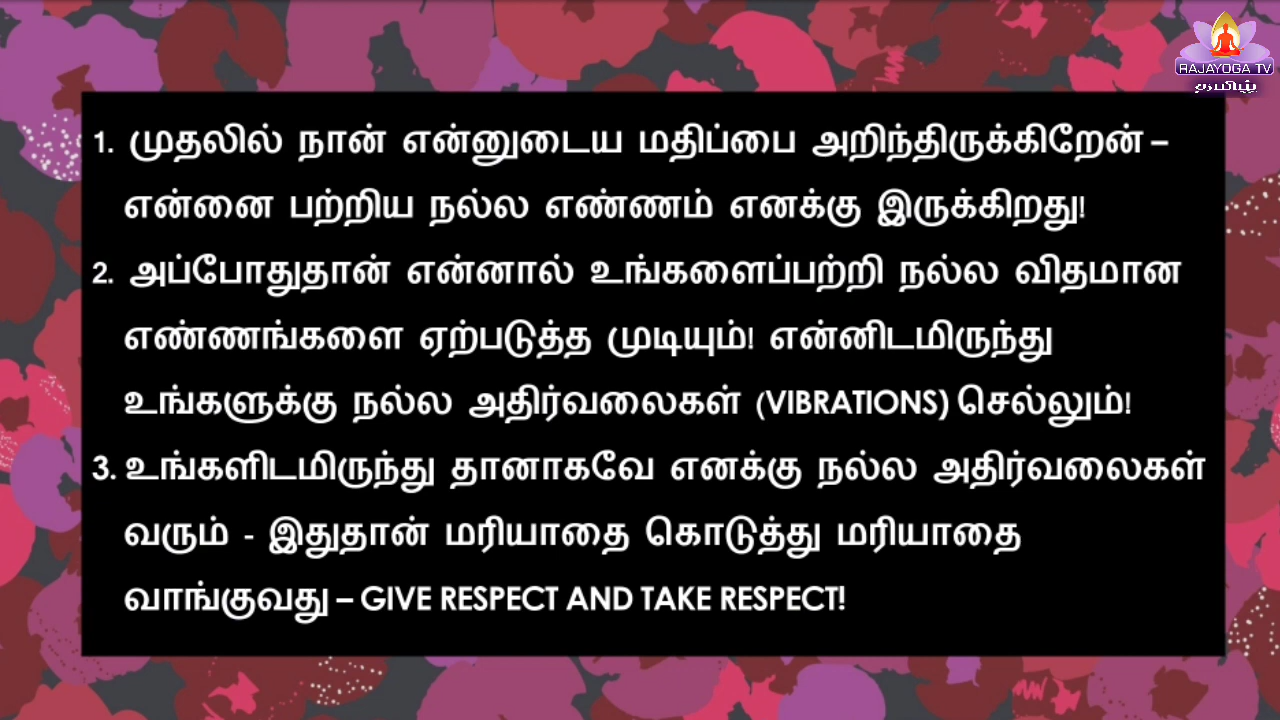 RAJAYOGA TV
தமிழ்
1. முதலில் நான் என்னுடைய மதிப்பை அறிந்திருக்கிறேன் –
என்னை பற்றிய நல்ல எண்ணம் எனக்கு இருக்கிறது!
2. அப்போதுதான் என்னால் உங்களைப்பற்றி நல்ல விதமான
எண்ணங்களை ஏற்படுத்த முடியும்! என்னிடமிருந்து
உங்களுக்கு நல்ல அதிர்வலைகள் (VIBRATIONS) செல்லும்!
3. உங்களிடமிருந்து தானாகவே எனக்கு நல்ல அதிர்வலைகள்
வரும் - இதுதான் மரியாதை கொடுத்து மரியாதை
வாங்குவது – GIVE RESPECT AND TAKE RESPECT!